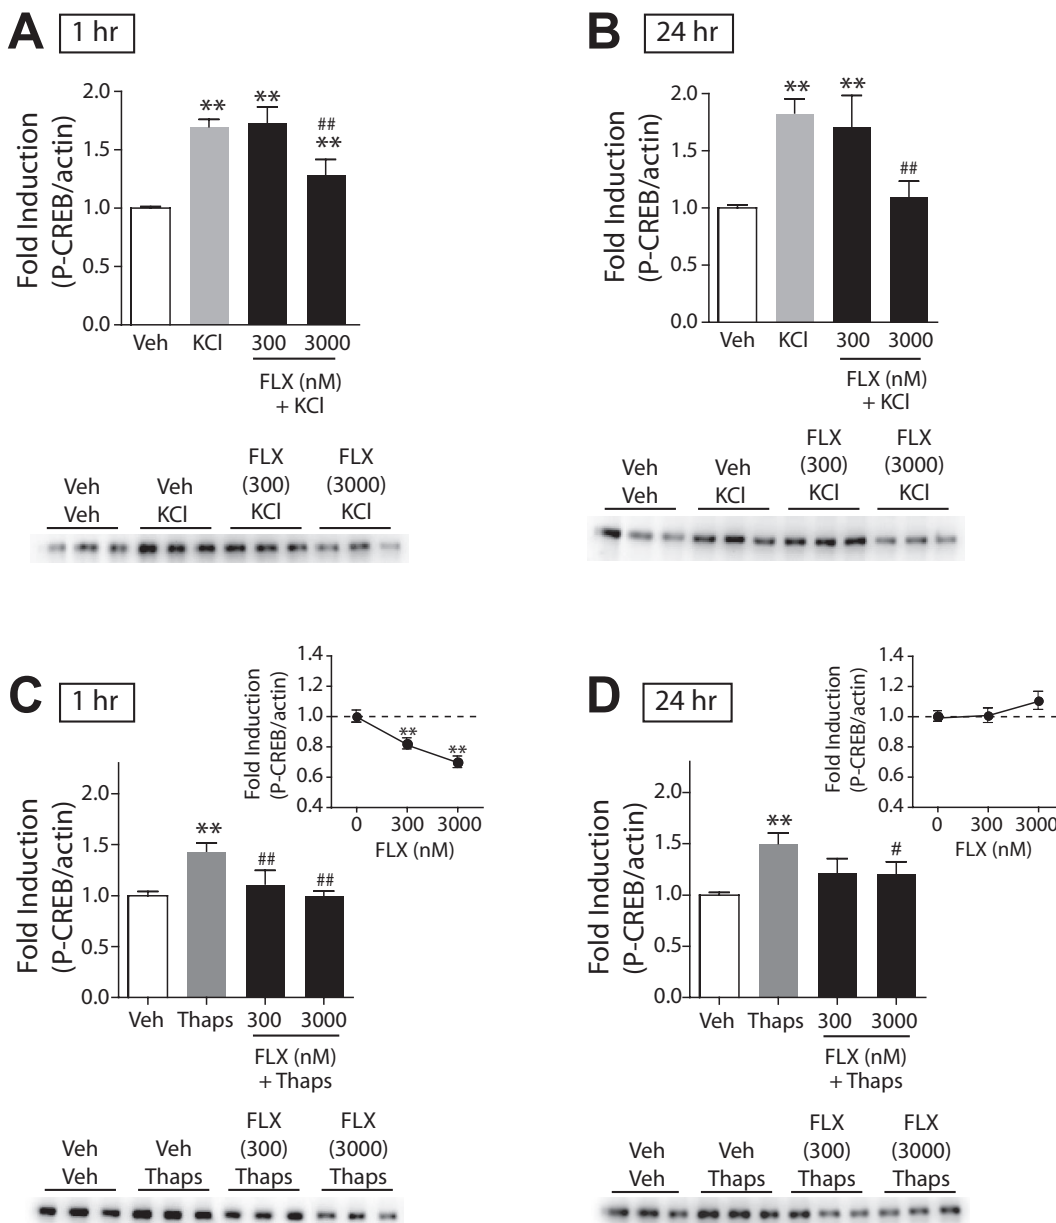 A 1 hr
Fold Induction
(P-CREB/actin)
2.0
1.5
1.0
0.5
0.0
**
**
##
**
Veh KCl 300 3000
FLX (nM)
+ KCl
FLX FLX
Veh Veh (300) (3000)
Veh KCl KCl KCl
B 24 hr
Fold Induction
(P-CREB/actin)
2.0
1.5
1.0
0.5
0.0
**
**
##
Veh KCl 300 3000
FLX (nM)
+ KCl
FLX FLX
Veh Veh (300) (3000)
Veh KCl KCl KCl
C 1 hr
Fold Induction
(P-CREB/actin)
1.4
1.2
1.0
0.8
0.6
0.4
**
**
0 300 3000
FLX (nM)
Fold Induction
(P-CREB/actin)
2.0
1.5
1.0
0.5
0.0
**
##
##
Veh Thaps 300 3000
FLX (nM)
+ Thaps
FLX FLX
Veh Veh (300) (3000)
Veh Thaps Thaps Thaps
D 24 hr
Fold Induction
(P-CREB/actin)
1.4
1.2
1.0
0.8
0.6
0.4
0 300 3000
FLX (nM)
Fold Induction
(P-CREB/actin)
2.0
1.5
1.0
0.5
0.0
**
#
Veh Thaps 300 3000
FLX (nM)
+ Thaps
FLX FLX
Veh Veh (300) (3000)
Veh Thaps Thaps Thaps